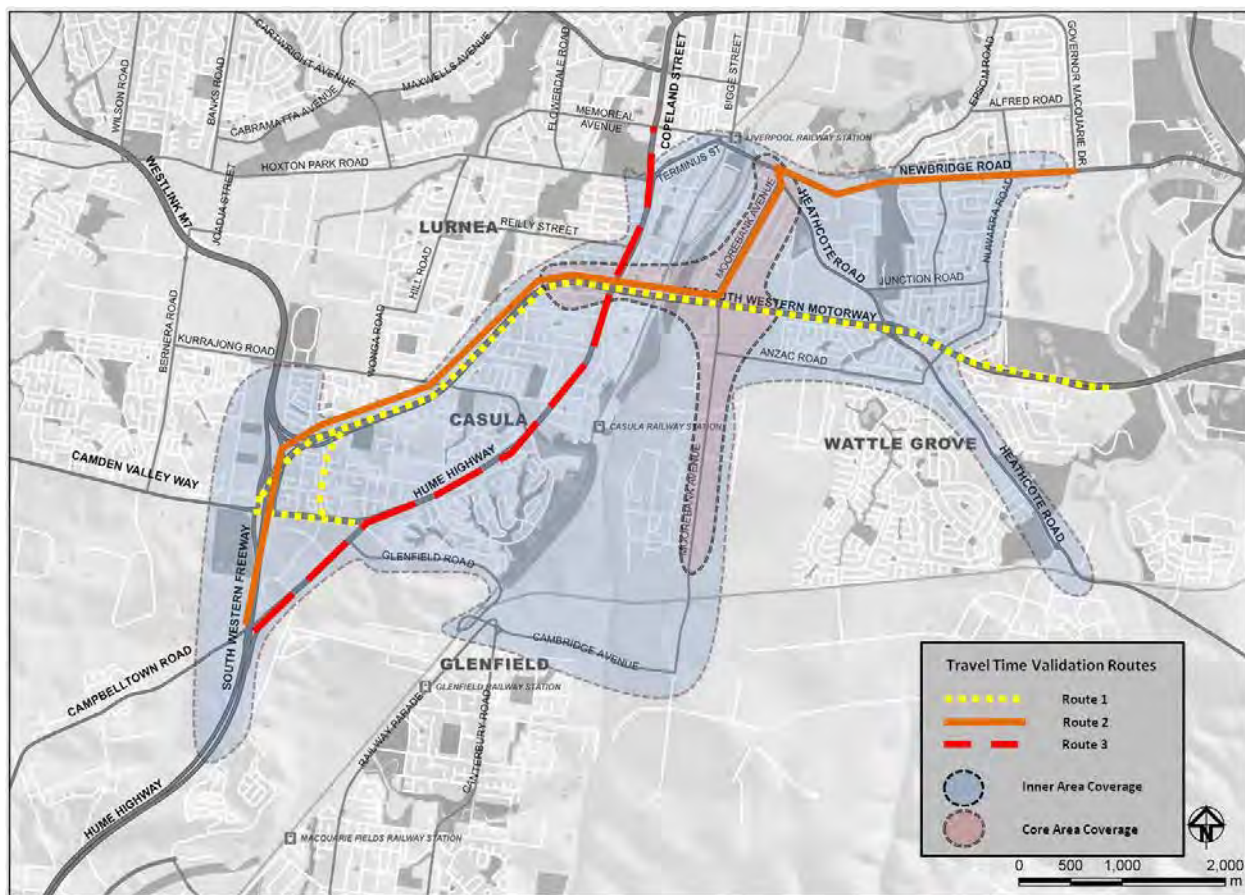 CARTWRIGHT AVENUE
MAXWELLS AVENUE
WILSON ROAD
BANKS ROAD
CABRAMATTA AVENUE
FLOWERDALE ROAD
MEMOREAL
AVENUE
COPELAND STREET
BIGGE STREET
EPSOM ROAD
GOVERNOR MACQUARIE DR
ALFRED ROAD
LIVERPOOL RAILWAY STATION
HOXTON PARK ROAD
TERMINUS ST
NEWBRIDGE ROAD
WESTLINK M7
JOADJA STREET
LURNEA
REILLY STREET
MOOREBANK AVENUE
HEATHCOTE ROAD
NUWARRA ROAD
HILL ROAD
JUNCTION ROAD
UTH WESTERN MOTORWAY
BERNERA ROAD
KURRAJONG ROAD
WONGA ROAD
ANZAC ROAD
CASULA
CASULA RAILWAY STATION
WATTLE GROVE
CAMDEN VALLEY WAY
HUME HIGHWAY
HEATHCOTE ROAD
MOOREBANK AVENUE
GLENFIELD ROAD
SOUTH WESTERN FREEWAY
CAMBRIDGE AVENUE
CAMPBELLTOWN ROAD
GLENFIELD
GLENFIELD RAILWAY STATION
RAILWAY PARADE
CANTERBURY ROAD
HUME HIGHWAY
MACQUARIE FIELDS RAILWAY STATION
Travel Time Validation Routes
Route 1
Route 2
Route 3
Inner Area Coverage
Core Area Coverage
N
0 500 1,000 2,000
m